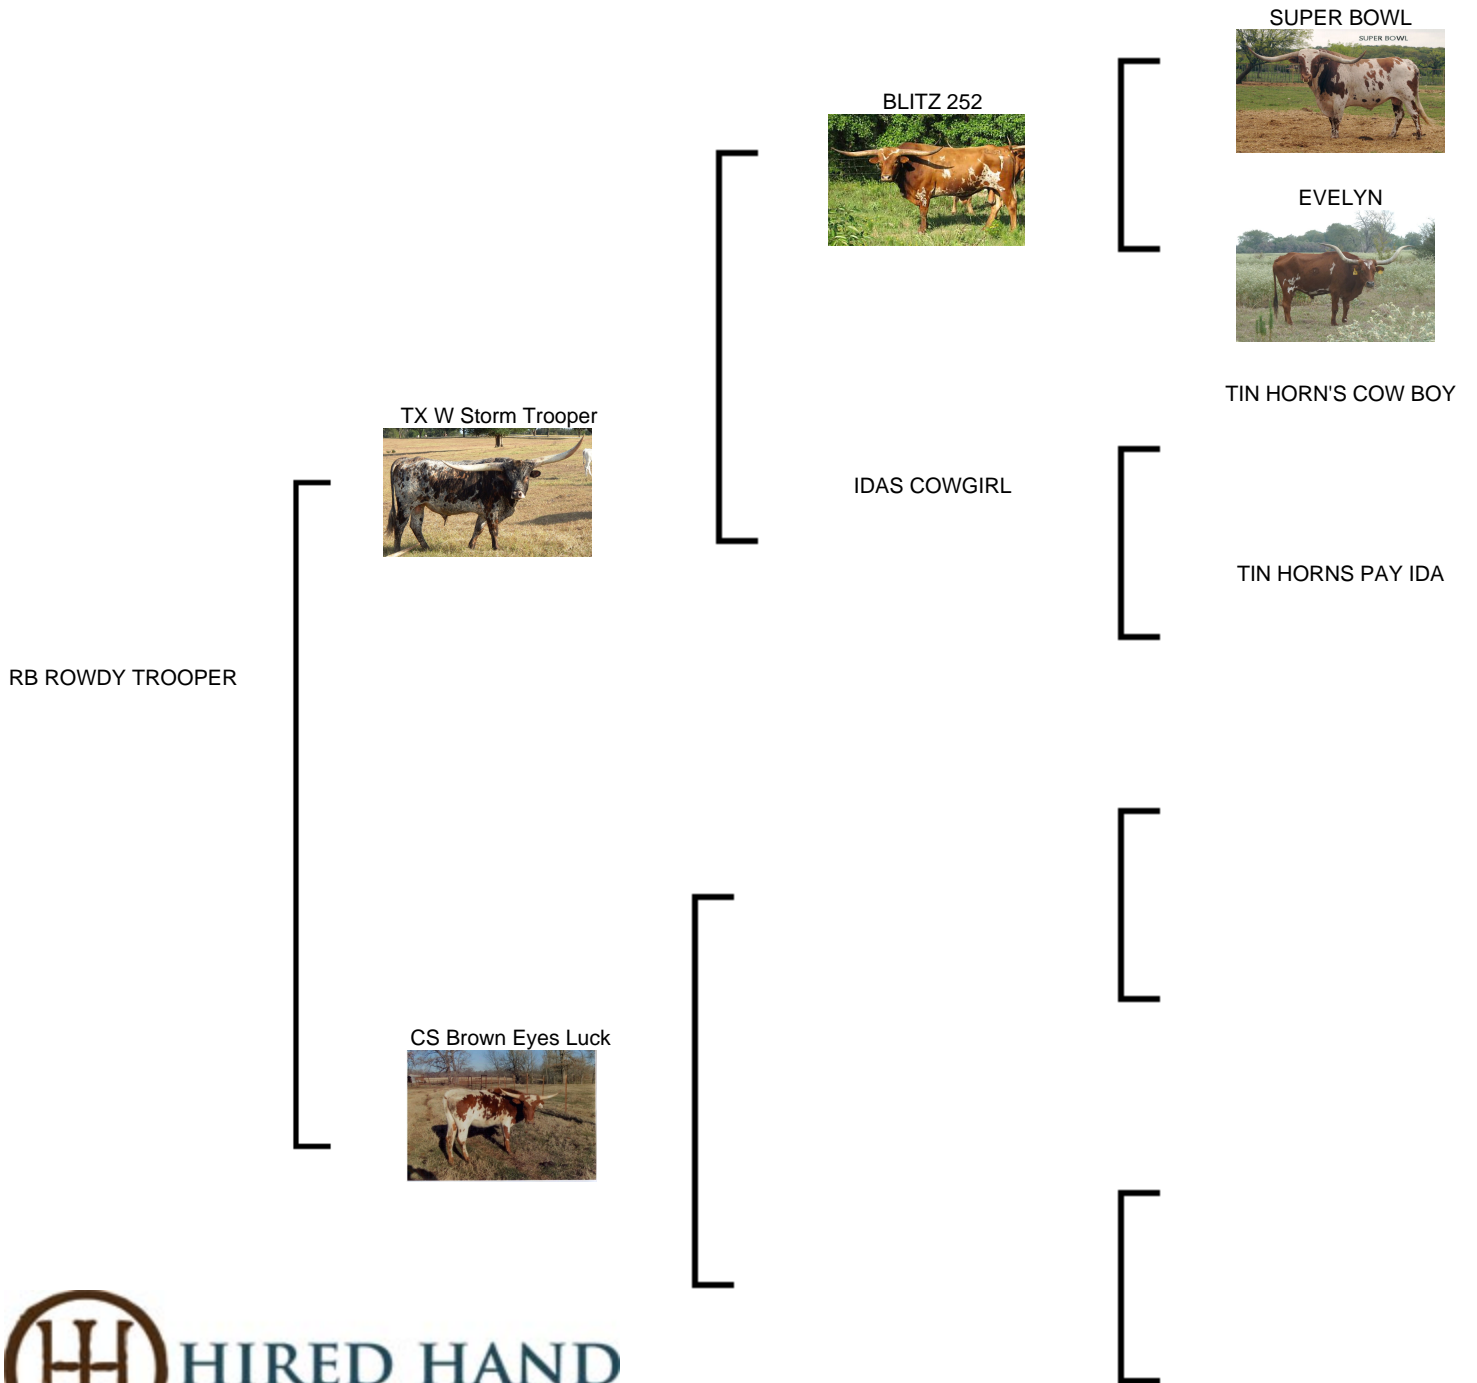 SUPER BOWL
SUPER BOWL
BLITZ 252
EVELYN
TIN HORN'S COW BOY
TX W Storm Trooper
IDAS COWGIRL
TIN HORNS PAY IDA
RB ROWDY TROOPER
CS Brown Eyes Luck
HIRED HAND